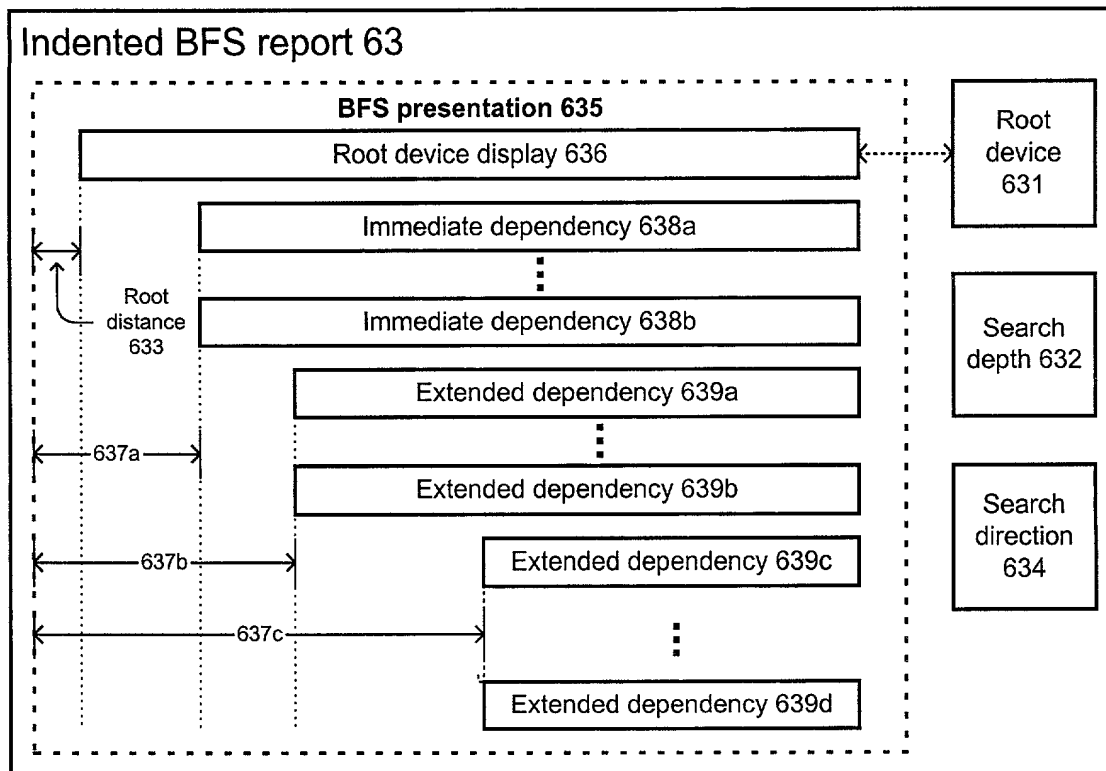 Indented BFS report 63
BFS presentation 635
Root device display 636
Root
device
631
Immediate dependency 638a
Root
distance
633
Immediate dependency 638b
Search
depth 632
Extended dependency 639a
637a
Extended dependency 639b
Search
direction
634
637b
Extended dependency 639c
637c
Extended dependency 639d